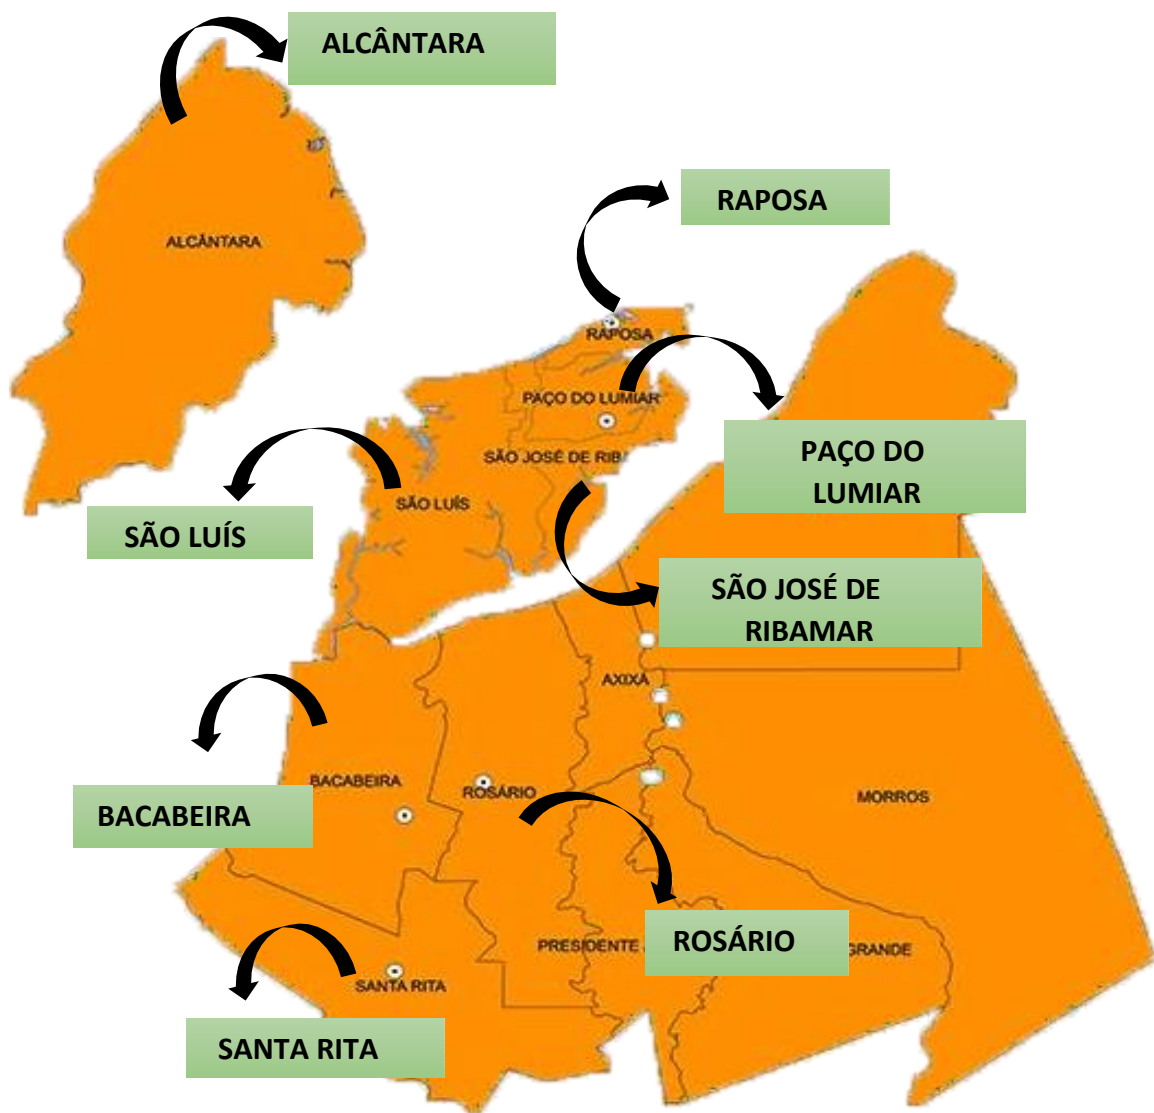 ALCÂNTARA
RAPOSA
ALCÂNTARA
RAPOSA
PAÇO DO LUMIAR
PAÇO DO
LUMIAR
SÃO JOSÉ DE RIB
SÃO LUÍS
SÃO LUÍS
SÃO JOSÉ DE
RIBAMAR
AXIXÁ
BACABEIRA
ROSÁRIO
MORROS
BACABEIRA
ROSÁRIO
PRESIDENTE
GRANDE
SANTA RITA
SANTA RITA